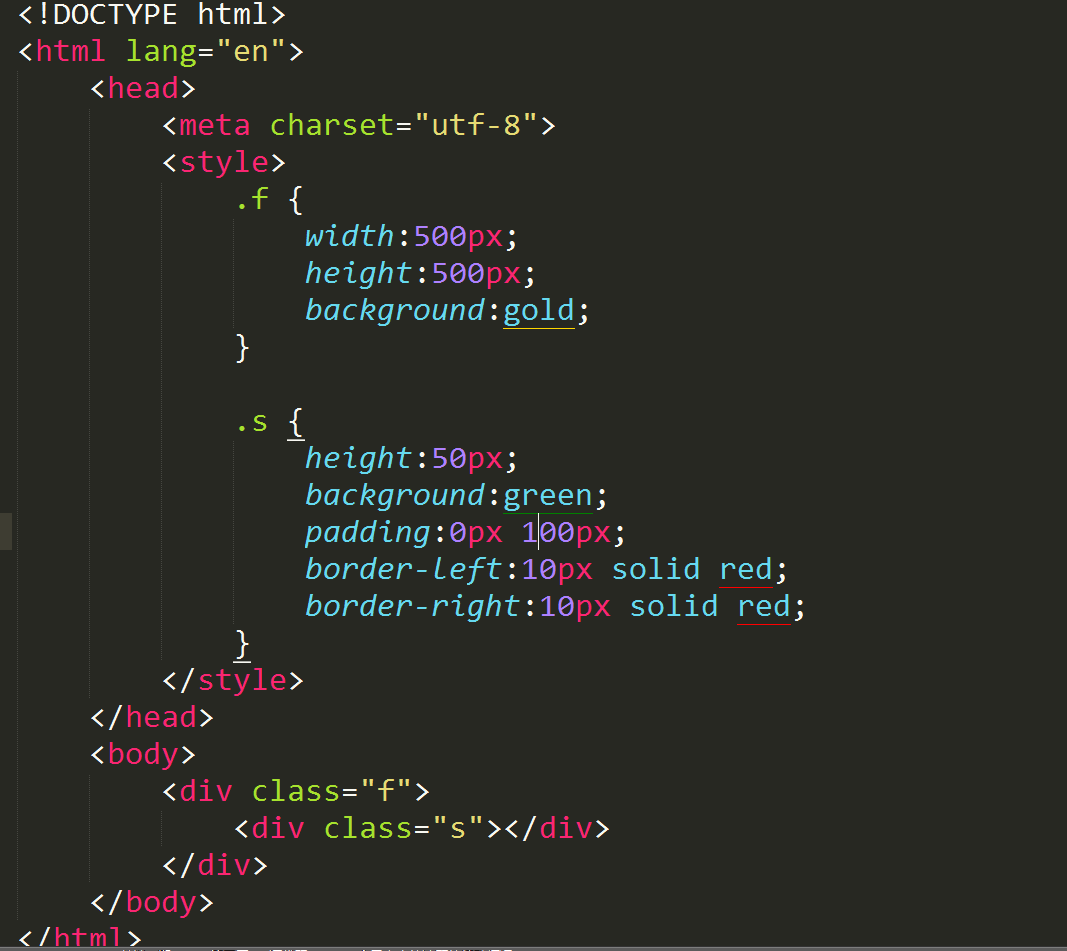 <!DOCTYPE html>
<html lang="en">
<head>
<meta charset="utf-8">
<style>
.f {
width:500px;
height:500px;
background:gold;
}
.s {
height:50px;
background:green;
padding:0px 100px;
border-left:10px solid red;
border-right:10px solid red;
}
</style>
</head>
<body>
<div class="f">
<div class="s"></div>
</div>
</body>
</html>